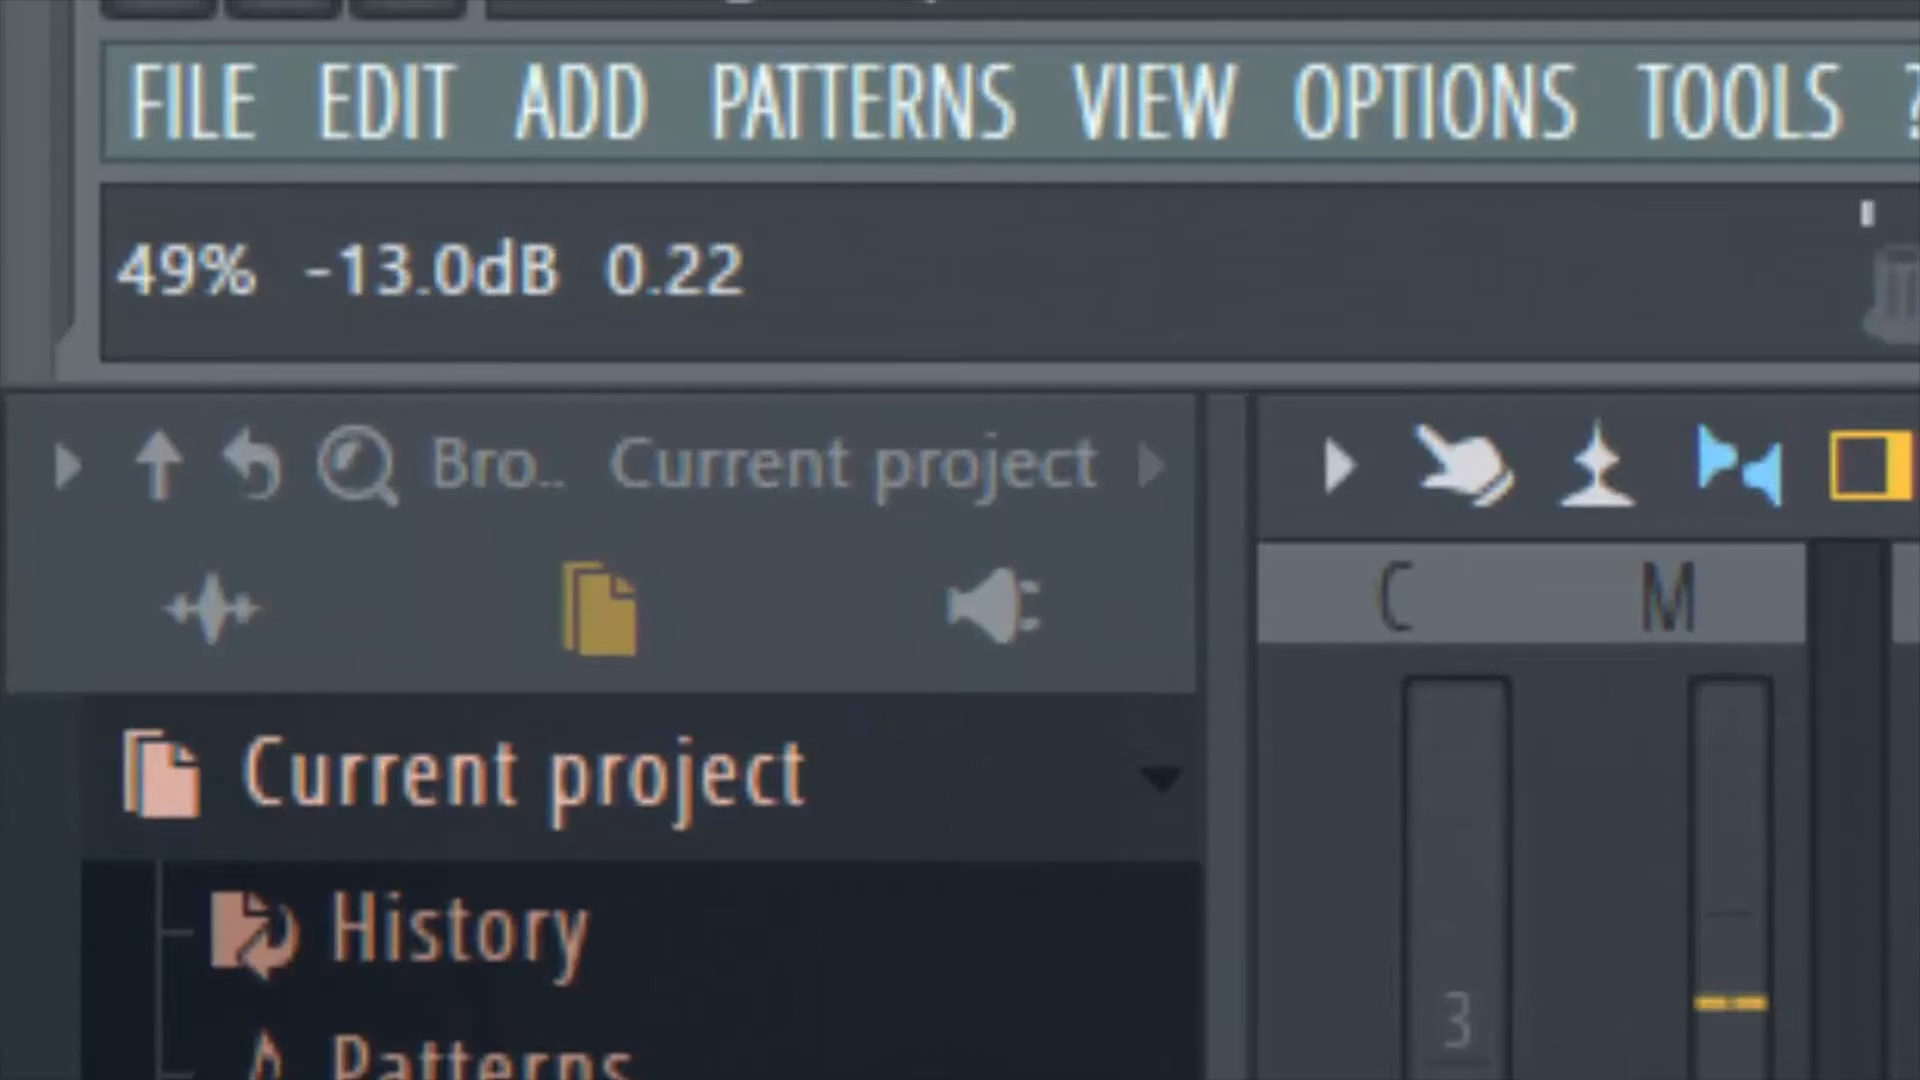 FILE EDIT ADD PATTERNS VIEW OPTIONS TOOLS ?
49% -13.0dB 0.22
Bro.. Current project
C M
Current project
History
3
Patterns